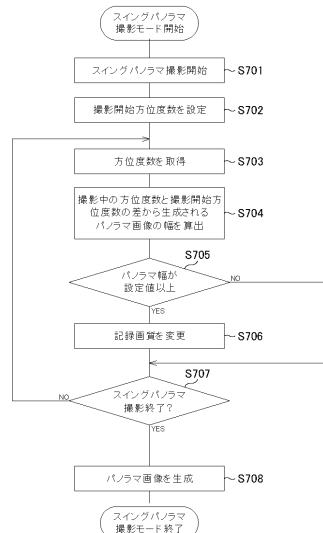 スイングパノラマ
撮影モード開始
スイングパノラマ撮影開始
S701
撮影開始方位度数を設定
S702
方位度数を取得
S703
撮影中の方位度数と撮影開始方
位度数の差から生成される
パノラマ画像の幅を算出
S704
S705
パノラマ幅が
設定値以上
NO
YES
記録画質を変更
S706
S707
スイングパノラマ
撮影終了?
NO
YES
パノラマ画像を生成
S708
スイングパノラマ
撮影モード終了